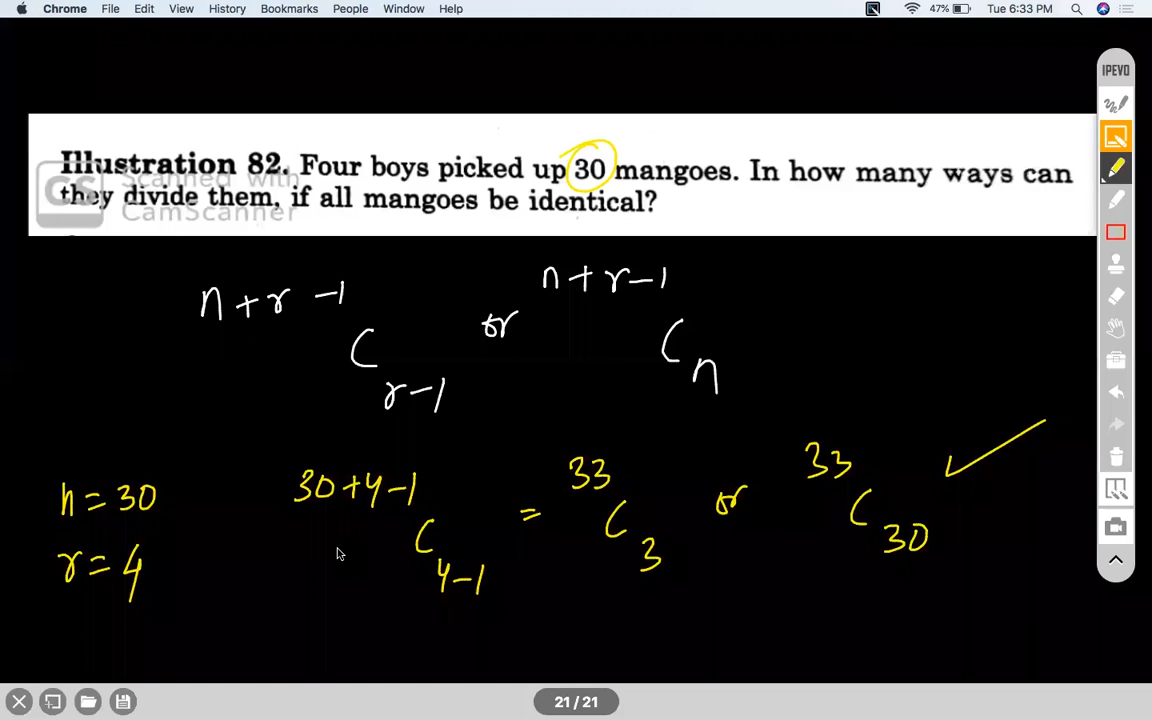 Chrome File Edit View History Bookmarks People Window Help 47% Tue 6:33 PM
IPEVO
Illustration 82. Four boys picked up 30 mangoes. In how many ways can
they divide them, if all mangoes be identical?
CS Scanned with
CamScanner
n+r-1 C r-1 or n+r-1 C n
n=30 30+4-1 C 4-1 = 33 C 3 or 33 C 30 ✓
r=4
21 / 21